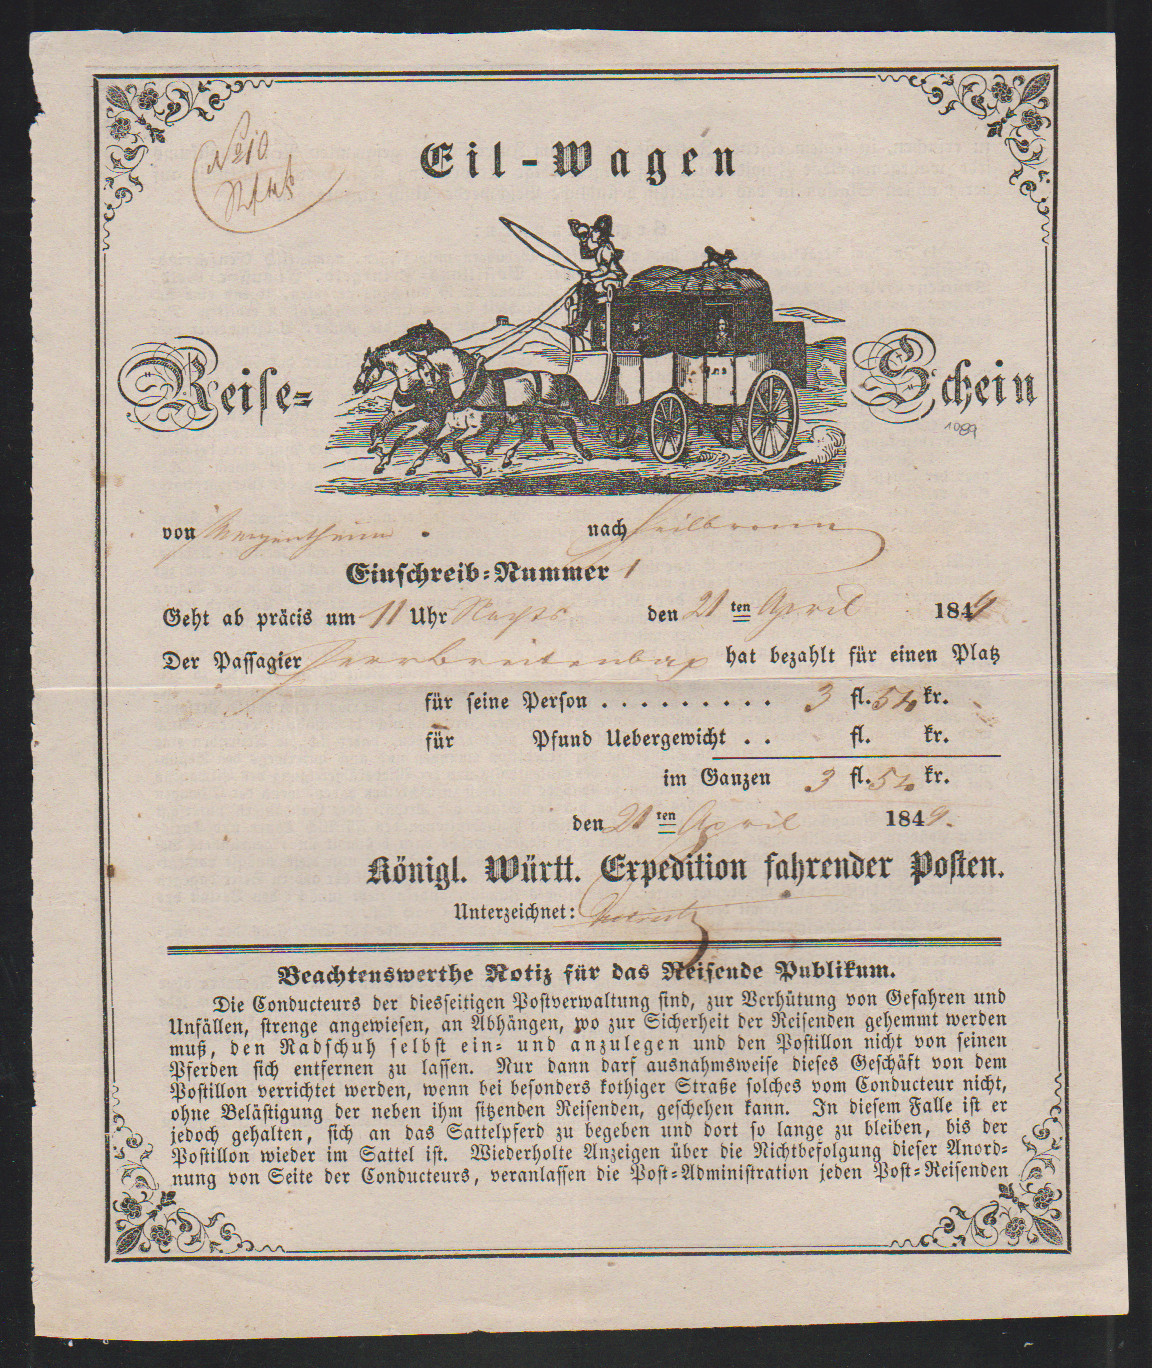 No 10
Eil-Wagen
Reise-
Schein
1089
von Mergentheim nach Heilbronn
Einschreib-Nummer 1
Geht ab präcis um 11 Uhr Nachts den 21 ten April 1849
Der Passagier Herr hat bezahlt für einen Platz
für seine Person . . . . . . . . . 3 fl. 54 kr.
für Pfund Uebergewicht . . fl. kr.
im Ganzen 3 fl. 54 kr.
den 21 ten April 1849.
Königl. Württ. Expedition fahrender Posten.
Unterzeichnet:
Beachtenswerthe Notiz für das Reisende Publikum.
Die Conducteurs der diesseitigen Postverwaltung sind, zur Verhütung von Gefahren und
Unfällen, strenge angewiesen, an Abhängen, wo zur Sicherheit der Reisenden gehemmt werden
muß, den Radschuh selbst ein- und anzulegen und den Postillon nicht von seinen
Pferden sich entfernen zu lassen. Nur dann darf ausnahmsweise dieses Geschäft von dem
Postillon verrichtet werden, wenn bei besonders kothiger Straße solches vom Conducteur nicht,
ohne Belästigung der neben ihm sitzenden Reisenden, geschehen kann. In diesem Falle ist er
jedoch gehalten, sich an das Sattelpferd zu begeben und dort so lange zu bleiben, bis der
Postillon wieder im Sattel ist. Wiederholte Anzeigen über die Nichtbefolgung dieser Anord-
nung von Seite der Conducteurs, veranlassen die Post-Administration jeden Post-Reisenden